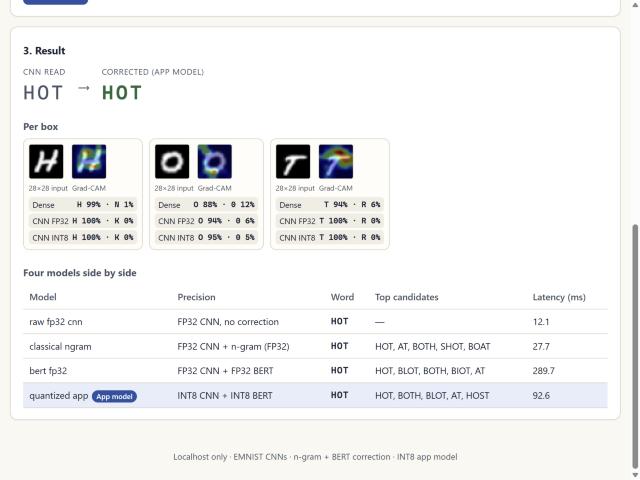 3. Result
CNN READ
HOT
→
CORRECTED (APP MODEL)
HOT
Per box
H H
28×28 input Grad-CAM
Dense H 99% · N 1%
CNN FP32 H 100% · K 0%
CNN INT8 H 100% · K 0%
O O
28×28 input Grad-CAM
Dense O 88% · 0 12%
CNN FP32 O 94% · 0 6%
CNN INT8 O 95% · 0 5%
T T
28×28 input Grad-CAM
Dense T 94% · R 6%
CNN FP32 T 100% · R 0%
CNN INT8 T 100% · R 0%
Four models side by side
Model Precision Word Top candidates Latency (ms)
raw fp32 cnn FP32 CNN, no correction HOT — 12.1
classical ngram FP32 CNN + n-gram (FP32) HOT HOT, AT, BOTH, SHOT, BOAT 27.7
bert fp32 FP32 CNN + FP32 BERT HOT HOT, BLOT, BOTH, BIOT, AT 289.7
quantized app App model INT8 CNN + INT8 BERT HOT HOT, BOTH, BLOT, AT, HOST 92.6
Localhost only · EMNIST CNNs · n-gram + BERT correction · INT8 app model